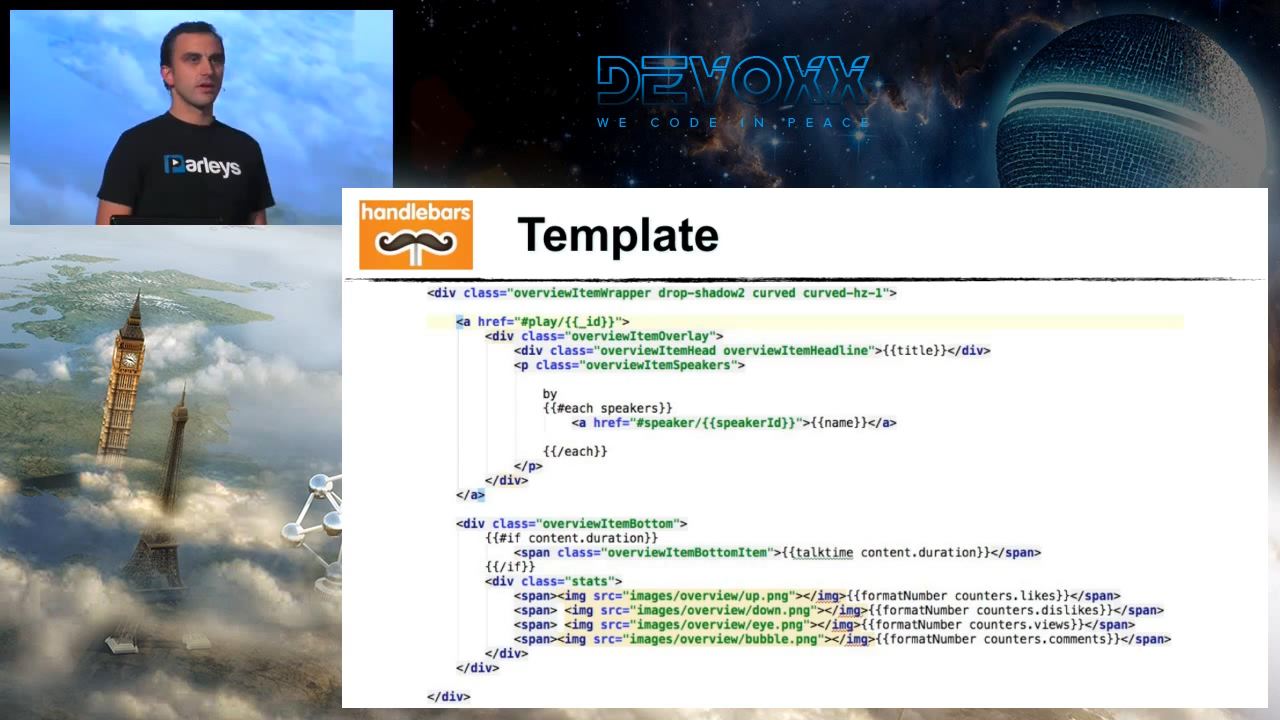 DEVOXX
WE CODE IN PEACE
Parleys
handlebars
Template
<div class="overviewItemWrapper drop-shadow2 curved curved-hz-1">
<a href="#play/{{_id}}">
<div class="overviewItemOverlay">
<div class="overviewItemHead overviewItemHeadline">{{title}}</div>
<p class="overviewItemSpeakers">
by
{{#each speakers}}
<a href="#speaker/{{speakerId}}">{{name}}</a>
{{/each}}
</p>
</div>
</a>
<div class="overviewItemBottom">
{{#if content.duration}}
<span class="overviewItemBottomItem">{{talktime content.duration}}</span>
{{/if}}
<div class="stats">
<span><img src="images/overview/up.png"></img>{{formatNumber counters.likes}}</span>
<span> <img src="images/overview/down.png"></img>{{formatNumber counters.dislikes}}</span>
<span> <img src="images/overview/eye.png"></img>{{formatNumber counters.views}}</span>
<span><img src="images/overview/bubble.png"></img>{{formatNumber counters.comments}}</span>
</div>
</div>
</div>